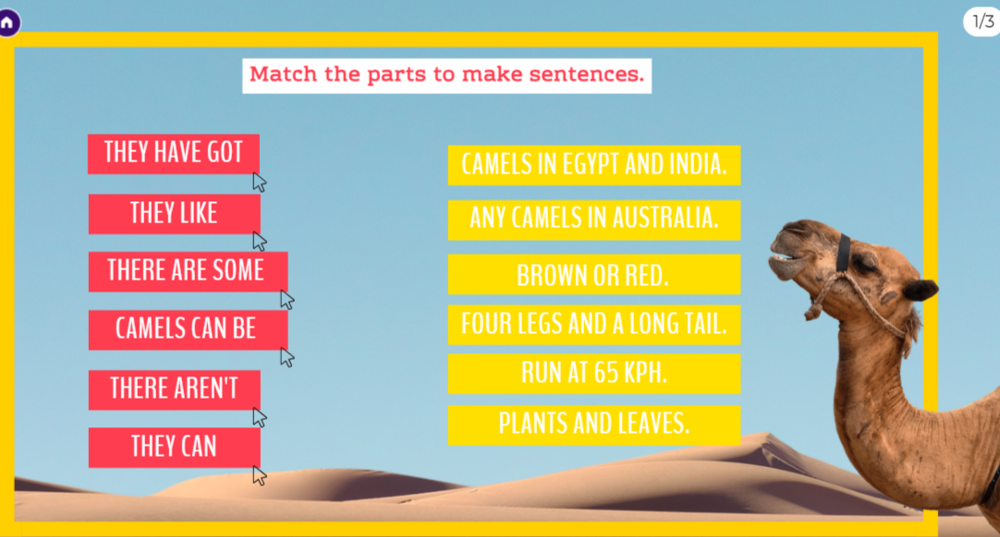 1/3
Match the parts to make sentences.
THEY HAVE GOT
THEY LIKE
THERE ARE SOME
CAMELS CAN BE
THERE AREN'T
THEY CAN
CAMELS IN EGYPT AND INDIA.
ANY CAMELS IN AUSTRALIA.
BROWN OR RED.
FOUR LEGS AND A LONG TAIL.
RUN AT 65 KPH.
PLANTS AND LEAVES.